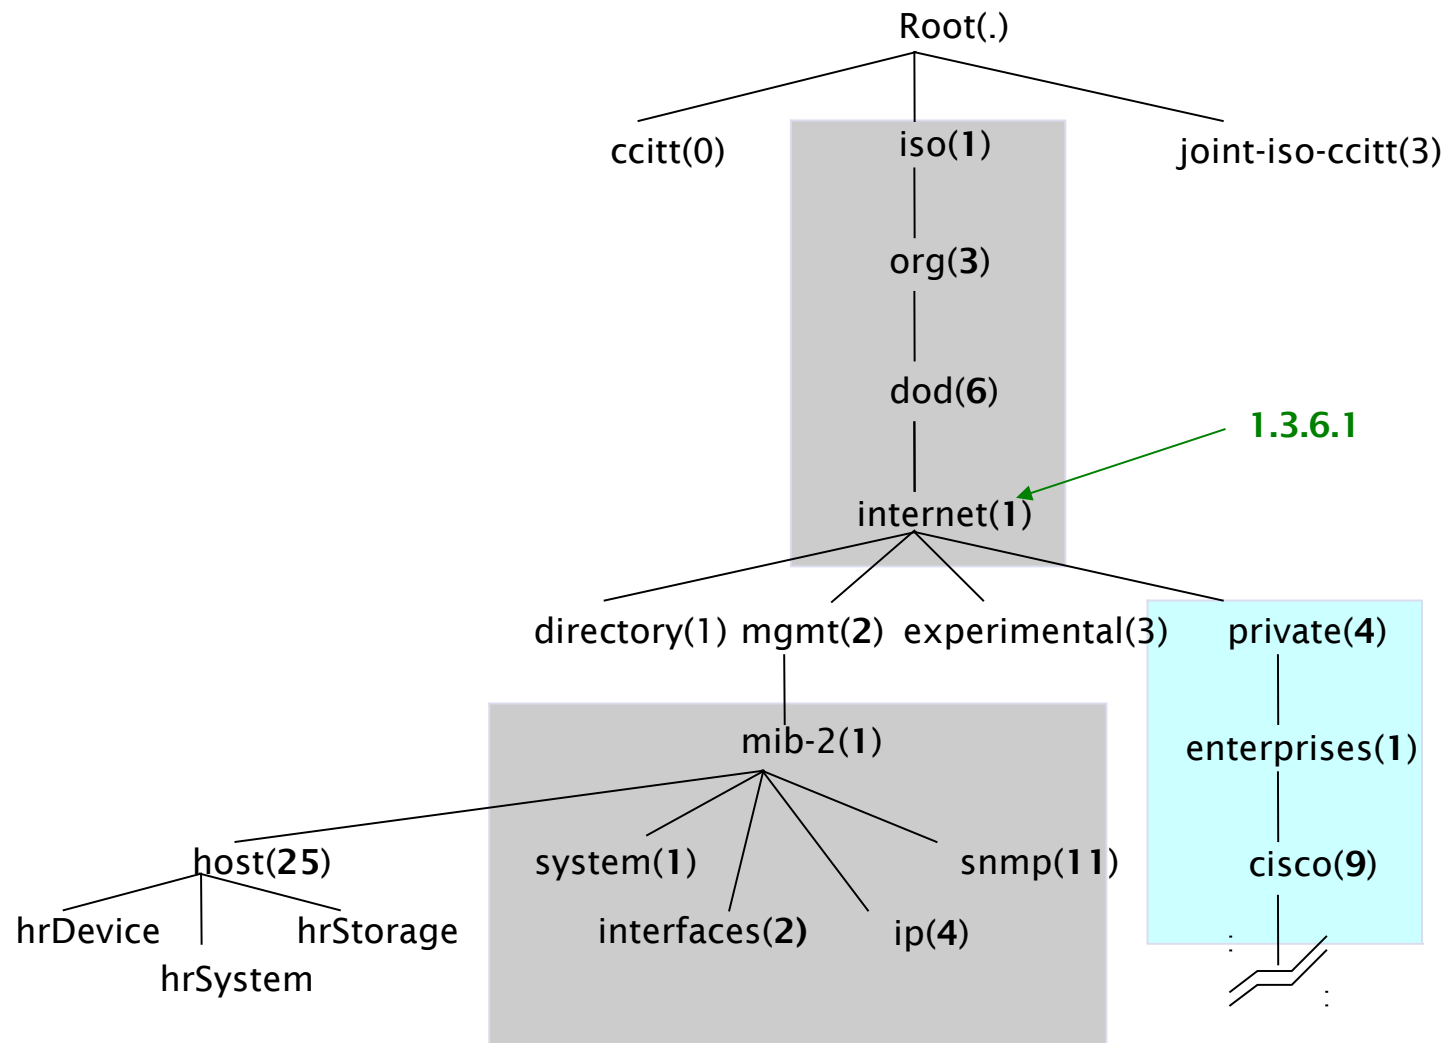 Root(.)
ccitt(0)
iso(1)
joint-iso-ccitt(3)
org(3)
dod(6)
1.3.6.1
internet(1)
directory(1)
mgmt(2)
experimental(3)
private(4)
mib-2(1)
enterprises(1)
host(25)
system(1)
snmp(11)
cisco(9)
hrDevice
hrStorage
interfaces(2)
ip(4)
:
hrSystem
: